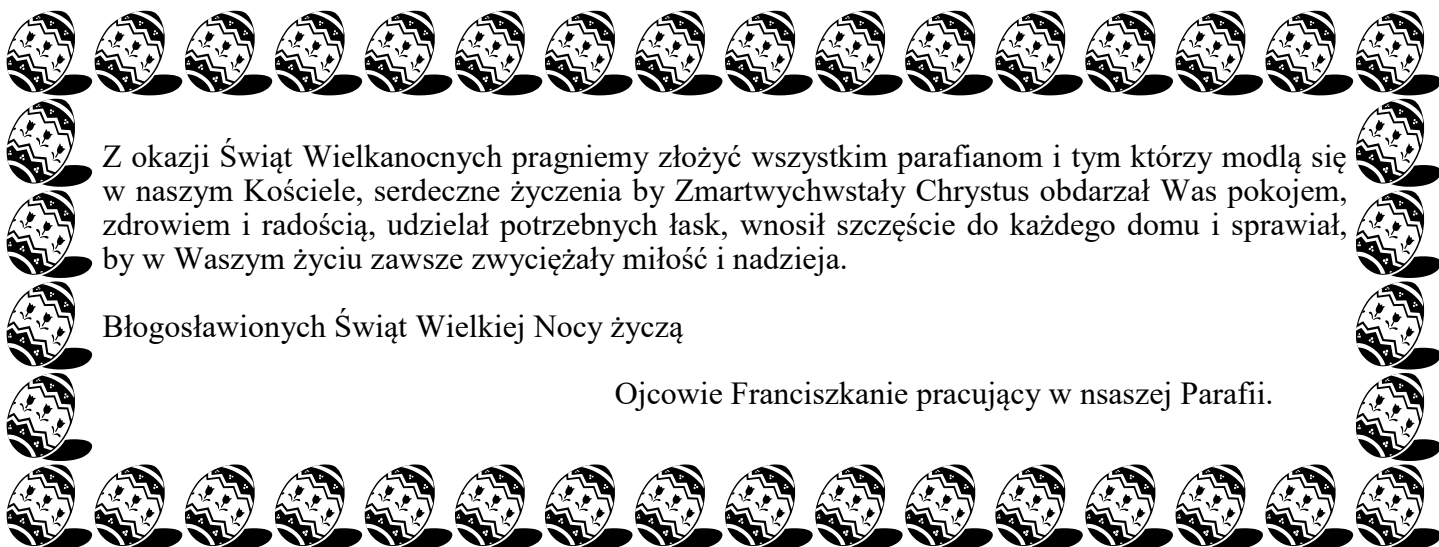 Z okazji Świąt Wielkanocnych pragniemy złożyć wszystkim parafianom i tym którzy modlą się
w naszym Kościele, serdeczne życzenia by Zmartwychwstały Chrystus obdarzał Was pokojem,
zdrowiem i radością, udzielał potrzebnych łask, wnosił szczęście do każdego domu i sprawiał,
by w Waszym życiu zawsze zwyciężały miłość i nadzieja.
Błogosławionych Świąt Wielkiej Nocy życzą
Ojcowie Franciszkanie pracujący w nsaszej Parafii.